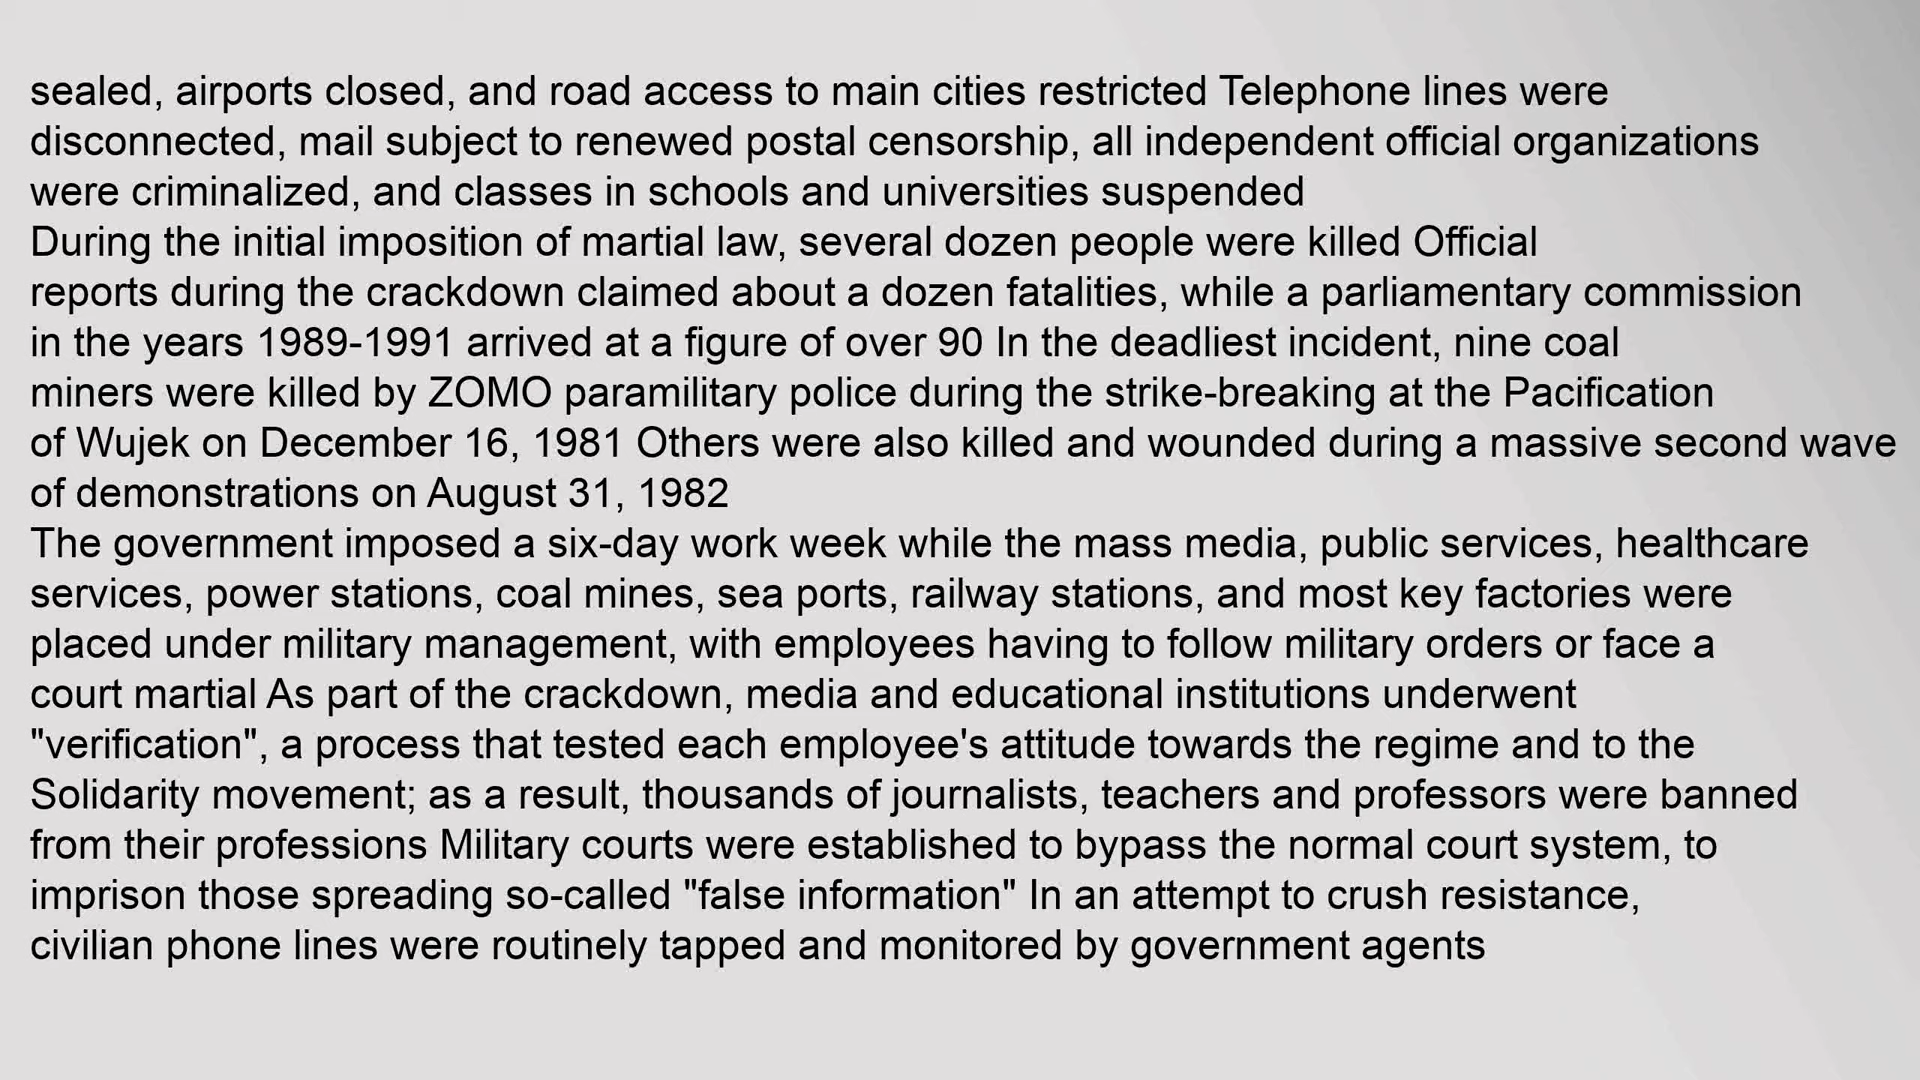 sealed, airports closed, and road access to main cities restricted Telephone lines were
disconnected, mail subject to renewed postal censorship, all independent official organizations
were criminalized, and classes in schools and universities suspended
During the initial imposition of martial law, several dozen people were killed Official
reports during the crackdown claimed about a dozen fatalities, while a parliamentary commission
in the years 1989-1991 arrived at a figure of over 90 In the deadliest incident, nine coal
miners were killed by ZOMO paramilitary police during the strike-breaking at the Pacification
of Wujek on December 16, 1981 Others were also killed and wounded during a massive second wave
of demonstrations on August 31, 1982
The government imposed a six-day work week while the mass media, public services, healthcare
services, power stations, coal mines, sea ports, railway stations, and most key factories were
placed under military management, with employees having to follow military orders or face a
court martial As part of the crackdown, media and educational institutions underwent
"verification", a process that tested each employee's attitude towards the regime and to the
Solidarity movement; as a result, thousands of journalists, teachers and professors were banned
from their professions Military courts were established to bypass the normal court system, to
imprison those spreading so-called "false information" In an attempt to crush resistance,
civilian phone lines were routinely tapped and monitored by government agents